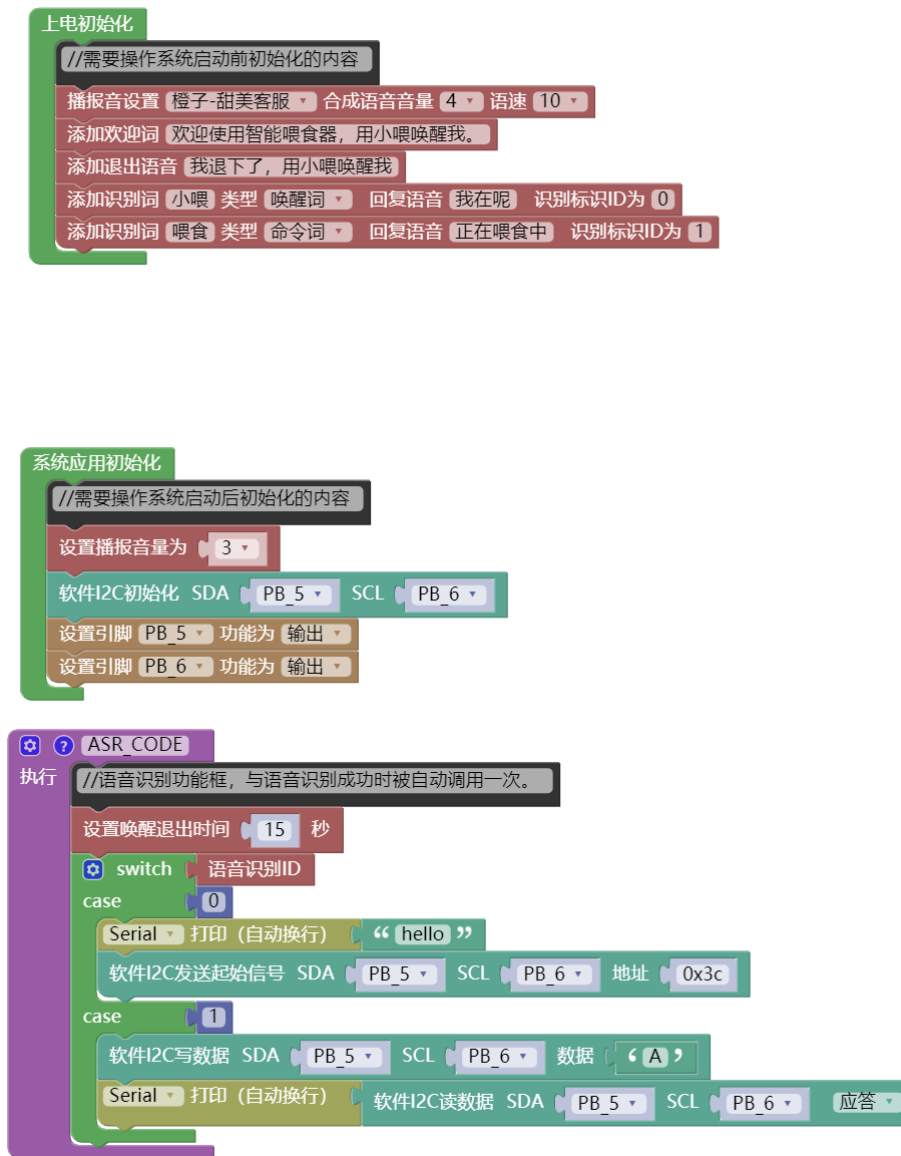 上电初始化
//需要操作系统启动前初始化的内容
播报音设置 橙子-甜美客服 合成语音音量 4 语速 10
添加欢迎词 欢迎使用智能喂食器，用小喂唤醒我。
添加退出语音 我退下了，用小喂唤醒我
添加识别词 小喂 类型 唤醒词 回复语音 我在呢 识别标识ID为 0
添加识别词 喂食 类型 命令词 回复语音 正在喂食中 识别标识ID为 1
系统应用初始化
//需要操作系统启动后初始化的内容
设置播报音量为 3
软件I2C初始化 SDA PB_5 SCL PB_6
设置引脚 PB_5 功能为 输出
设置引脚 PB_6 功能为 输出
? ASR_CODE
执行 //语音识别功能框，与语音识别成功时被自动调用一次。
设置唤醒退出时间 15 秒
switch 语音识别ID
case 0
Serial 打印（自动换行） “ hello ”
软件I2C发送起始信号 SDA PB_5 SCL PB_6 地址 0x3c
case 1
软件I2C写数据 SDA PB_5 SCL PB_6 数据 ‘ A ’
Serial 打印（自动换行） 软件I2C读数据 SDA PB_5 SCL PB_6 应答